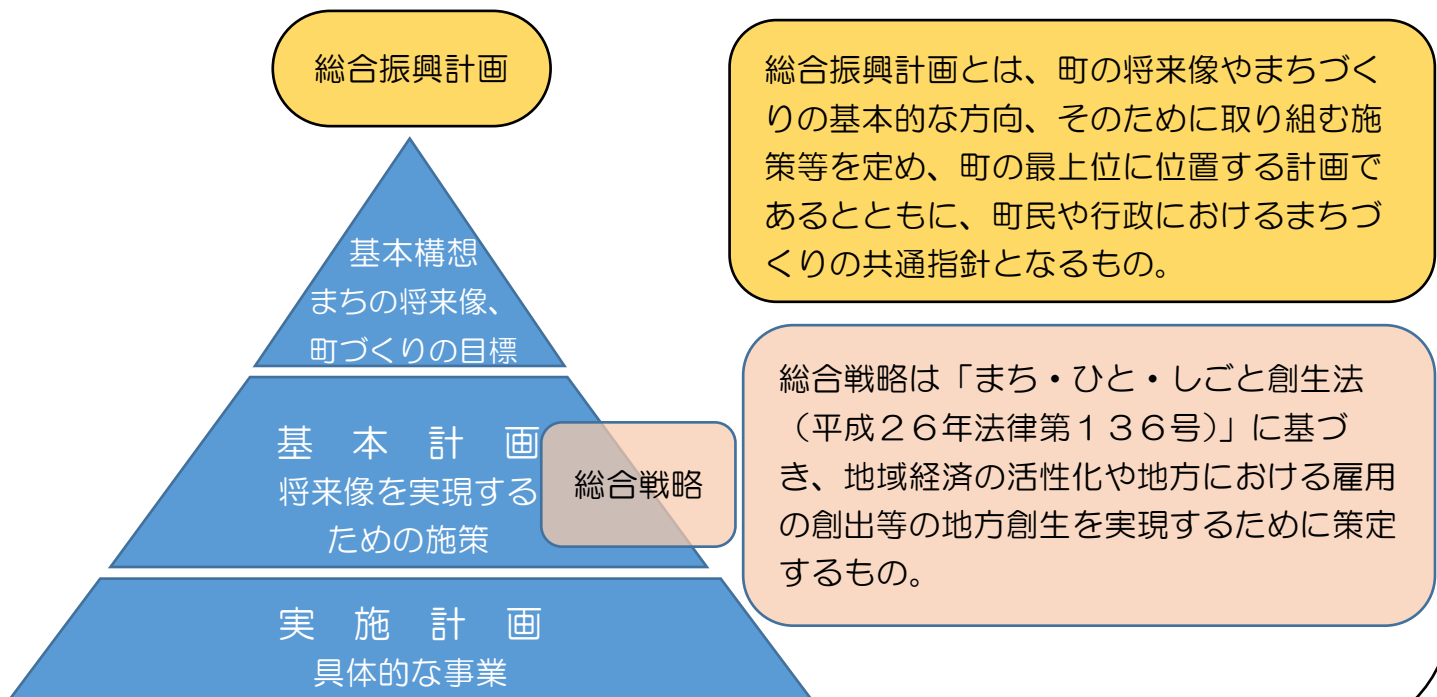 総合振興計画
総合振興計画とは、町の将来像やまちづく
りの基本的な方向、そのために取り組む施
策等を定め、町の最上位に位置する計画で
あるとともに、町民や行政におけるまちづ
くりの共通指針となるもの。
基本構想
まちの将来像、
町づくりの目標
基　本　計　画
将来像を実現する
ための施策
総合戦略
総合戦略は「まち・ひと・しごと創生法
（平成２６年法律第１３６号）」に基づ
き、地域経済の活性化や地方における雇用
の創出等の地方創生を実現するために策定
するもの。
実　施　計　画
具体的な事業